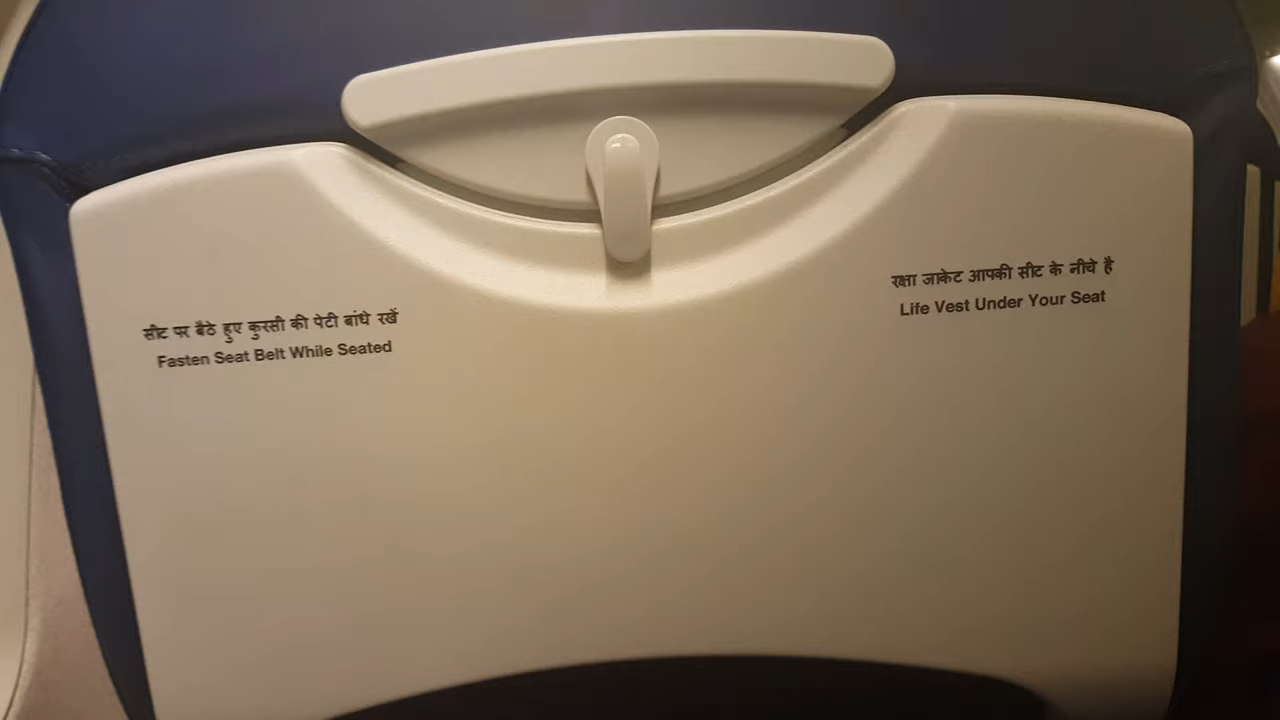 सीट पर बैठे हुए कुरसी की पेटी बांधे रखें
Fasten Seat Belt While Seated
रक्षा जाकेट आपकी सीट के नीचे है
Life Vest Under Your Seat